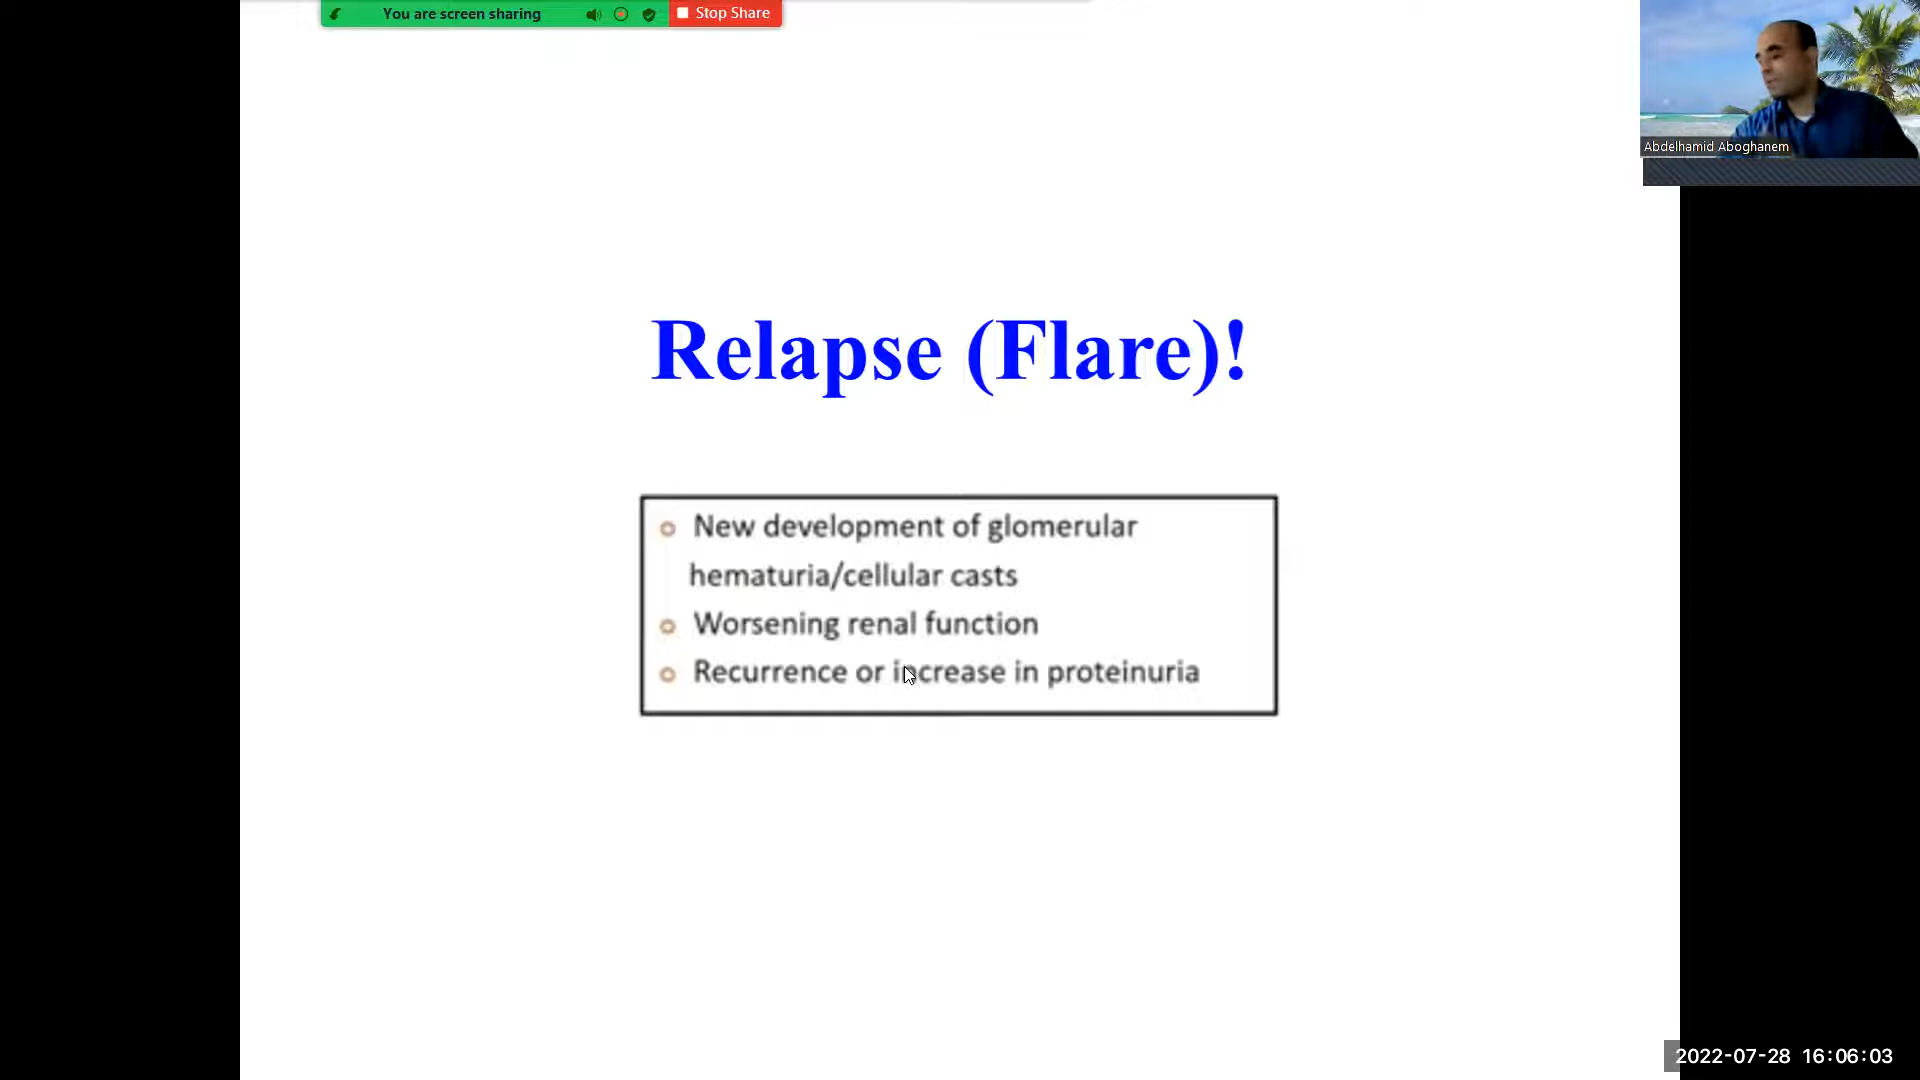 You are screen sharing
Stop Share
Abdelhamid Aboghanem
Relapse (Flare)!
New development of glomerular
hematuria/cellular casts
Worsening renal function
Recurrence or increase in proteinuria
2022-07-28 16:06:03